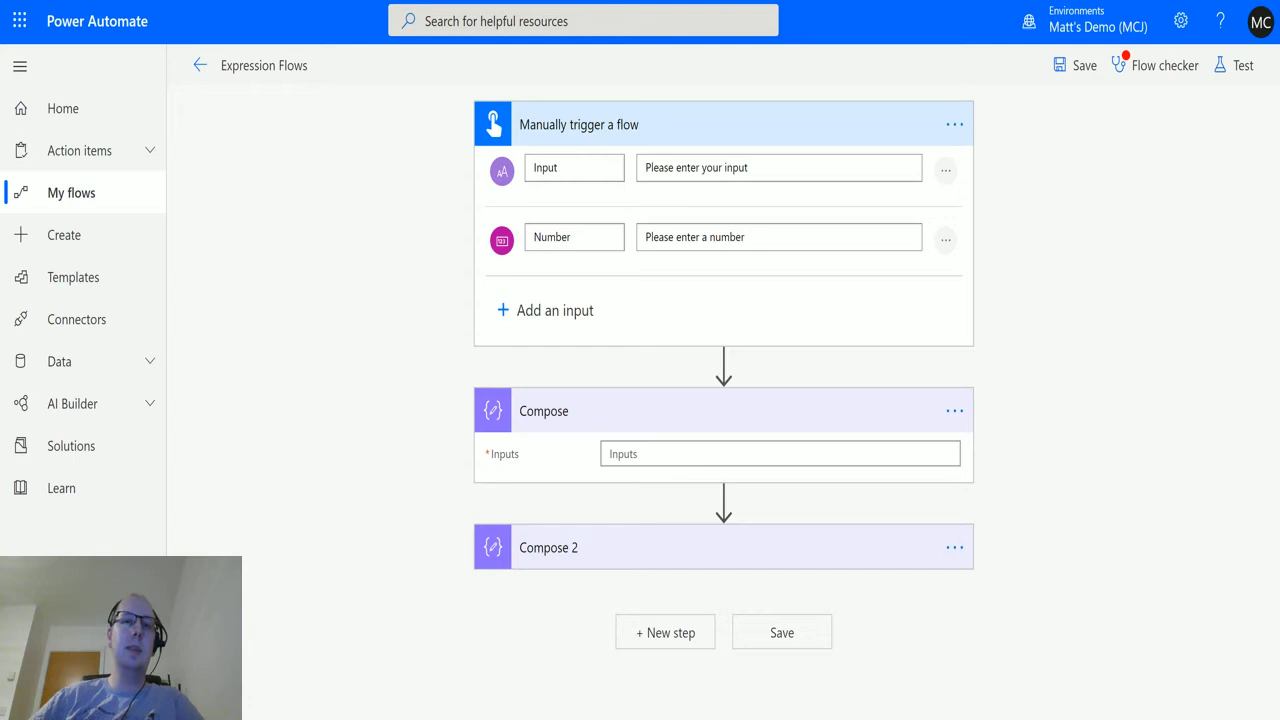 Power Automate
Search for helpful resources
Environments
Matt's Demo (MCJ)
MC
Expression Flows
Save
Flow checker
Test
Home
Action items
My flows
Create
Templates
Connectors
Data
AI Builder
Solutions
Learn
Manually trigger a flow
Input
Please enter your input
Number
Please enter a number
+ Add an input
Compose
*Inputs
Inputs
Compose 2
+ New step
Save